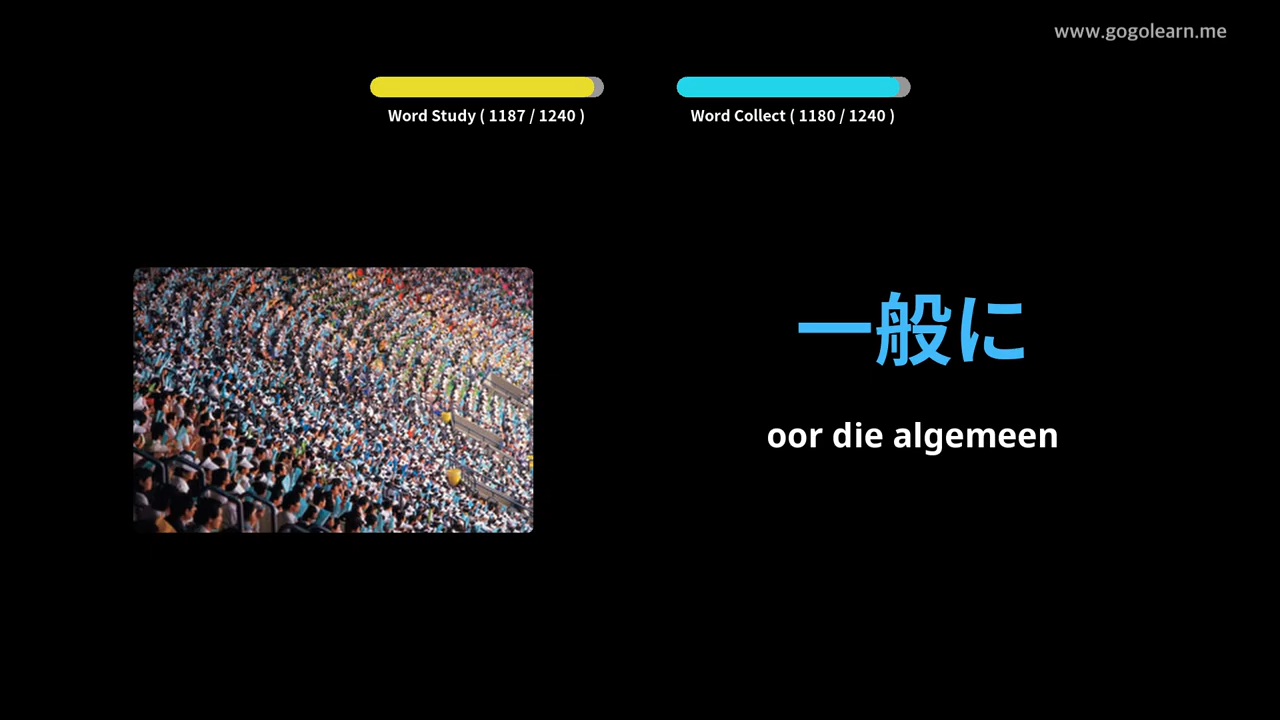 www.gogolearn.me
Word Study ( 1187 / 1240 )
Word Collect ( 1180 / 1240 )
一般に
oor die algemeen